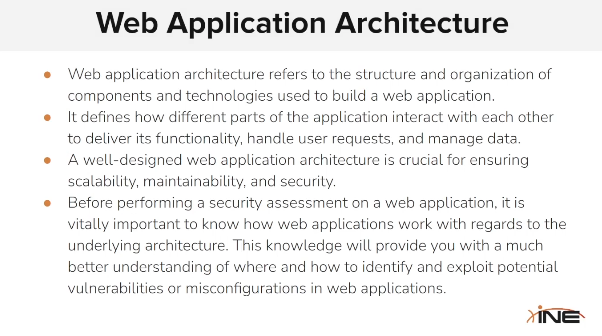 Web Application Architecture
● Web application architecture refers to the structure and organization of
components and technologies used to build a web application.
● It defines how different parts of the application interact with each other
to deliver its functionality, handle user requests, and manage data.
● A well-designed web application architecture is crucial for ensuring
scalability, maintainability, and security.
● Before performing a security assessment on a web application, it is
vitally important to know how web applications work with regards to the
underlying architecture. This knowledge will provide you with a much
better understanding of where and how to identify and exploit potential
vulnerabilities or misconfigurations in web applications.
INE